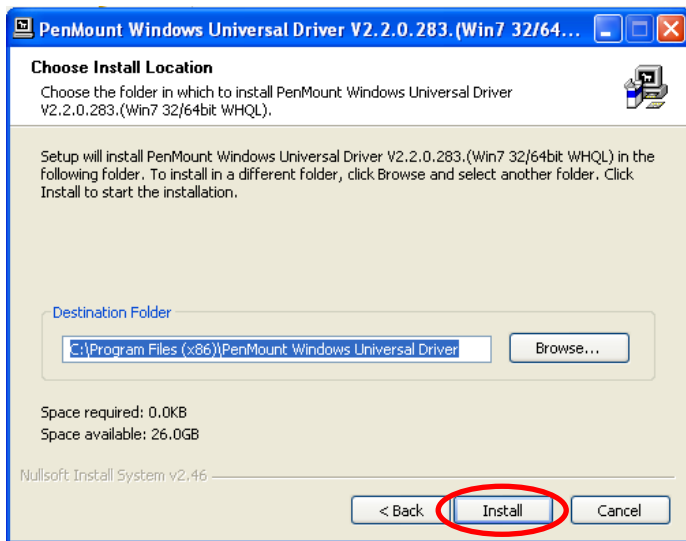 PenMount Windows Universal Driver V2.2.0.283.(Win7 32/64...
Choose Install Location
Choose the folder in which to install PenMount Windows Universal Driver
V2.2.0.283.(Win7 32/64bit WHQL).
Setup will install PenMount Windows Universal Driver V2.2.0.283.(Win7 32/64bit WHQL) in the
following folder. To install in a different folder, click Browse and select another folder. Click
Install to start the installation.
Destination Folder
C:\Program Files (x86)\PenMount Windows Universal Driver
Browse...
Space required: 0.0KB
Space available: 26.0GB
Nullsoft Install System v2.46
< Back Install Cancel